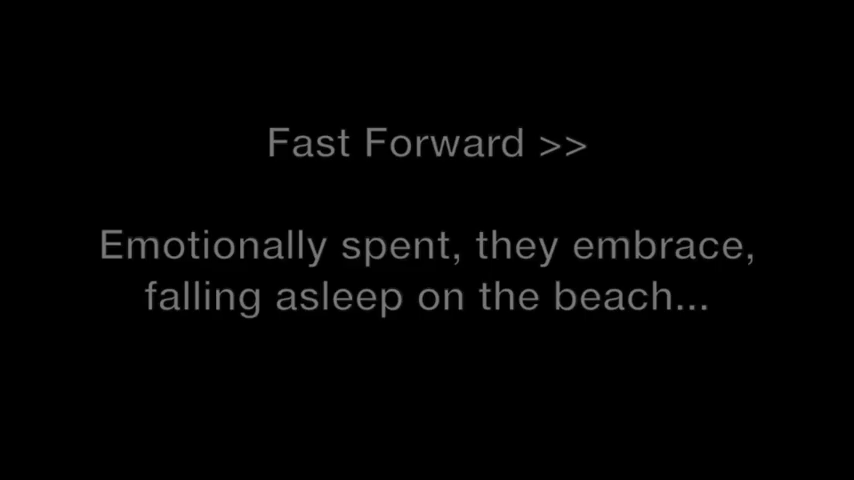 Fast Forward >>
Emotionally spent, they embrace,
falling asleep on the beach...